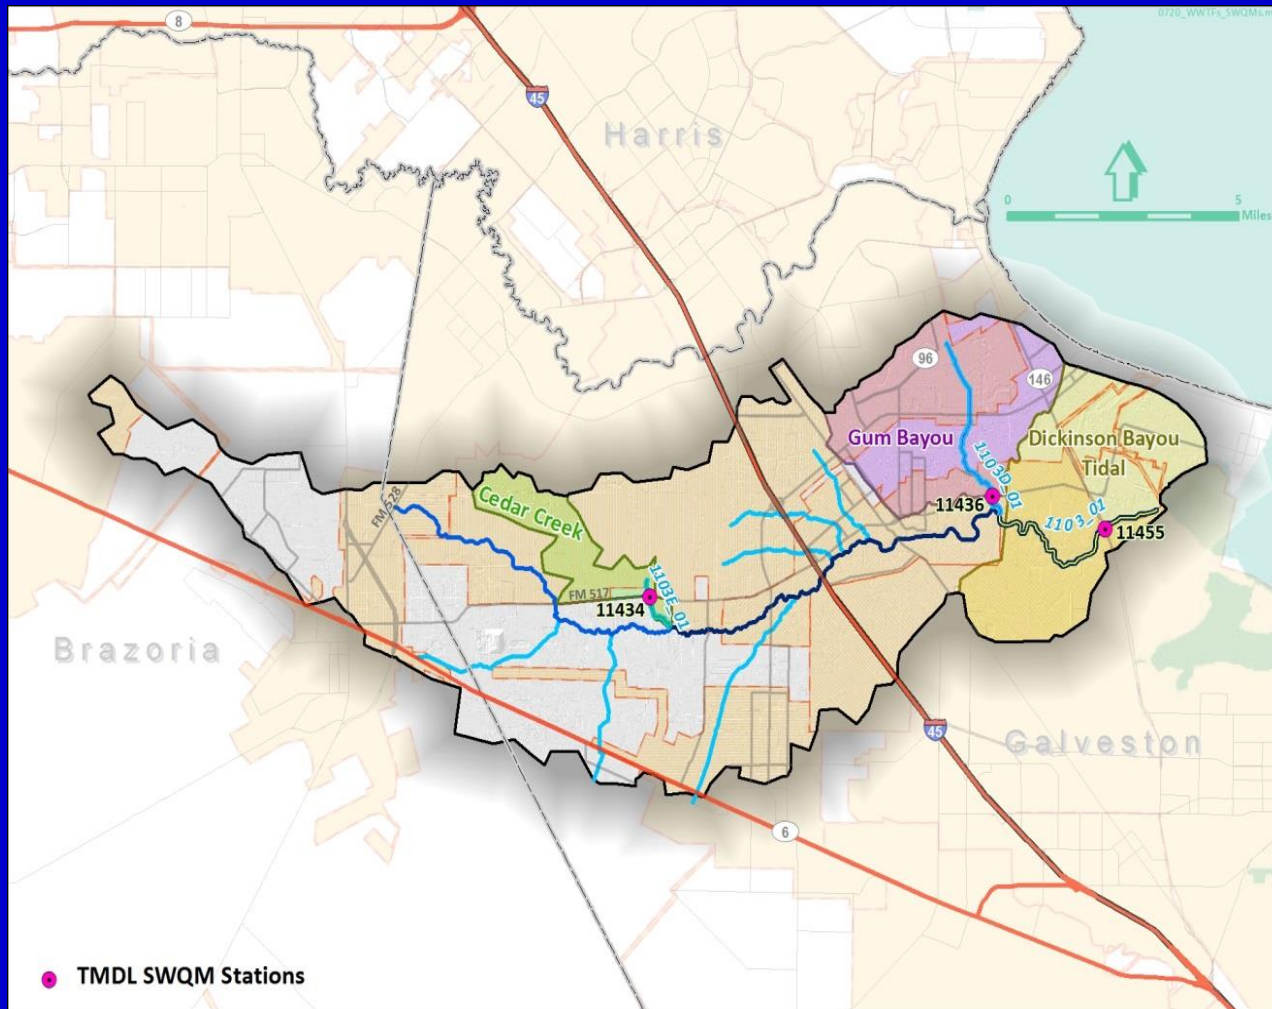 0720_WWTFs_SWQMs.m
8
45
Harris
0
5
Miles
96
146
Gum Bayou
Dickinson Bayou
Tidal
1103D_01
11436
1103_01
11455
FM 528
Cedar Creek
FM 517
1103E_01
11434
Brazoria
45
Galveston
6
TMDL SWQM Stations